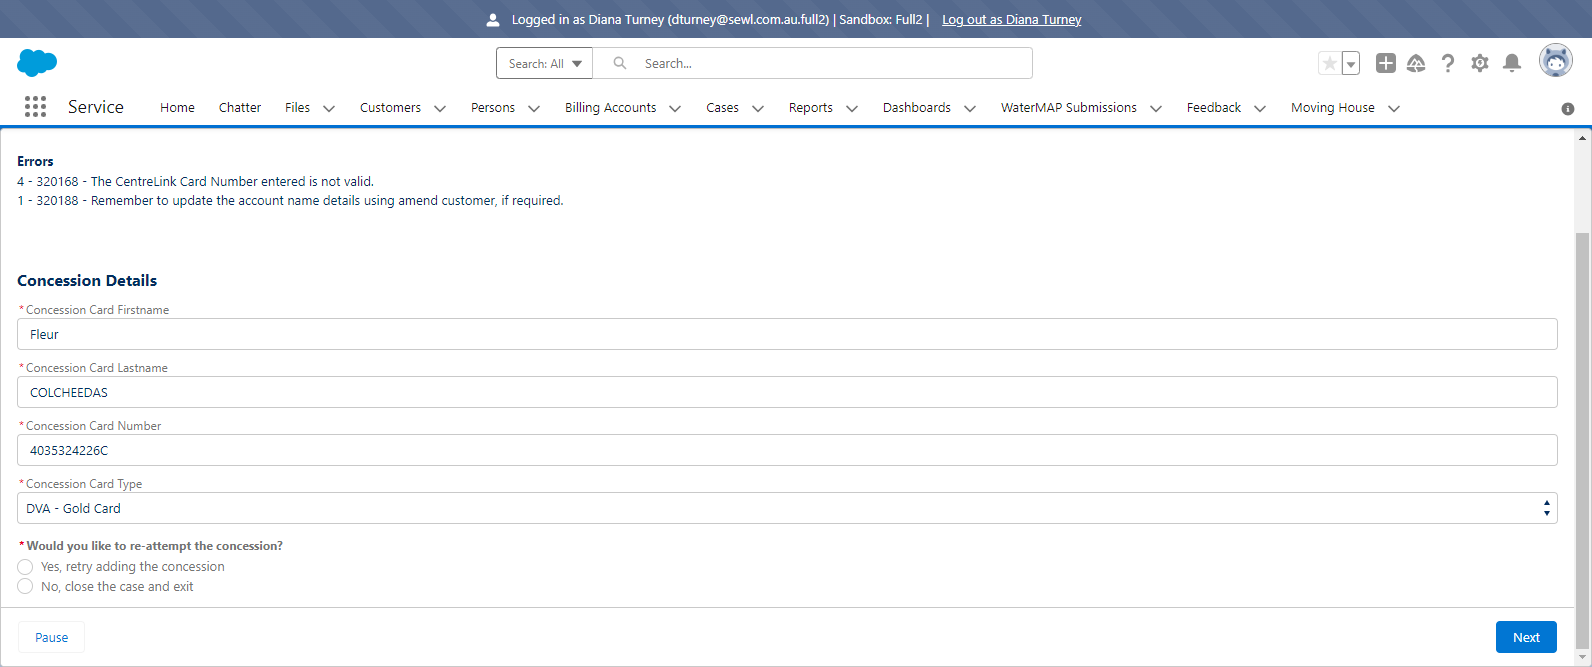 Logged in as Diana Turney (dturney@sewl.com.au.full2) | Sandbox: Full2 | Log out as Diana Turney
Search: All Search...
Service Home Chatter Files Customers Persons Billing Accounts Cases Reports Dashboards WaterMAP Submissions Feedback Moving House
Errors
4 - 320168 - The CentreLink Card Number entered is not valid.
1 - 320188 - Remember to update the account name details using amend customer, if required.
Concession Details
*Concession Card Firstname
Fleur
*Concession Card Lastname
COLCHEEDAS
*Concession Card Number
4035324226C
*Concession Card Type
DVA - Gold Card
*Would you like to re-attempt the concession?
Yes, retry adding the concession
No, close the case and exit
Pause Next